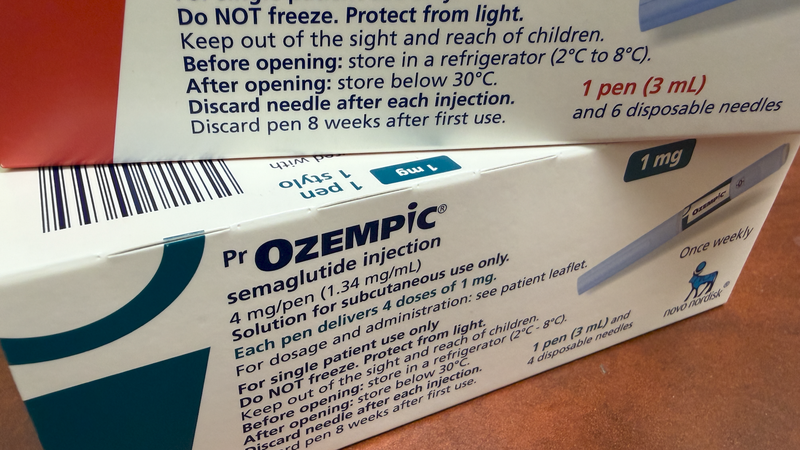 Do NOT freeze. Protect from light.
Keep out of the sight and reach of children.
Before opening: store in a refrigerator (2°C to 8°C).
After opening: store below 30°C.
Discard needle after each injection.
Discard pen 8 weeks after first use.
1 pen (3 mL)
and 6 disposable needles
with
1 pen
1 stylo
1 mg
1 mg
Pr OZEMPIC®
semaglutide injection
4 mg/pen (1.34 mg/mL)
Solution for subcutaneous use only.
Each pen delivers 4 doses of 1 mg.
For dosage and administration: see patient leaflet.
For single patient use only
Do NOT freeze. Protect from light.
Keep out of the sight and reach of children.
Before opening: store in a refrigerator (2°C - 8°C).
After opening: store below 30°C.
Discard needle after each injection.
pen 8 weeks after first use.
1 pen (3 mL) and
4 disposable needles
OZEMPIC
Once weekly
novo nordisk®